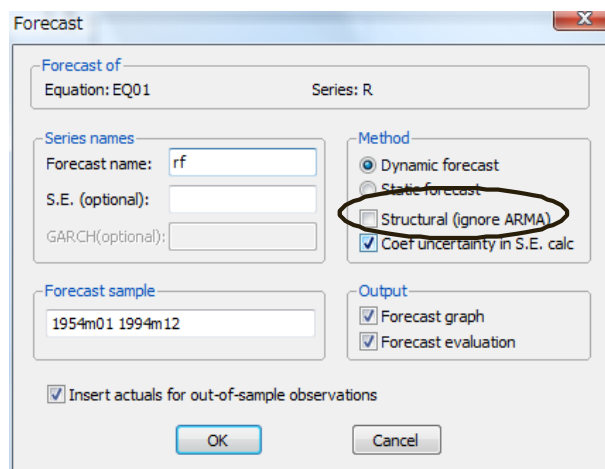 Forecast
Forecast of
Equation: EQ01 Series: R
Series names
Forecast name: rf
S.E. (optional):
GARCH(optional):
Method
Dynamic forecast
Static forecast
Structural (ignore ARMA)
Coef uncertainty in S.E. calc
Forecast sample
1954m01 1994m12
Output
Forecast graph
Forecast evaluation
Insert actuals for out-of-sample observations
OK Cancel